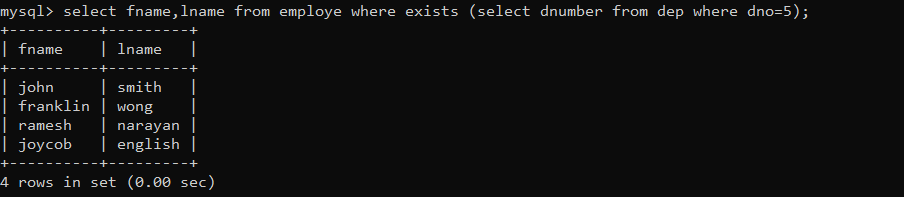 mysql> select fname,lname from employe where exists (select dnumber from dep where dno=5);
+----------+---------+
| fname    | lname   |
+----------+---------+
| john     | smith   |
| franklin | wong    |
| ramesh   | narayan |
| joycob   | english |
+----------+---------+
4 rows in set (0.00 sec)